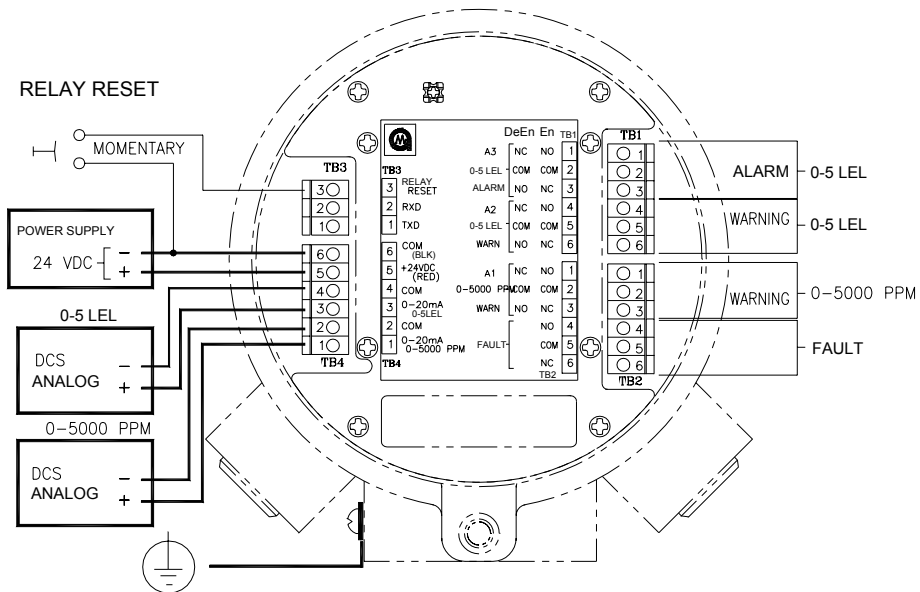 RELAY RESET
MOMENTARY
POWER SUPPLY
24 VDC
-
+
0-5 LEL
DCS
ANALOG
-
+
0-5000 PPM
DCS
ANALOG
-
+
TB3
3
2
1
6
5
4
3
2
1
TB4
DeEn En TB1
A3 NC NO 1
0-5 LEL COM COM 2
ALARM NO NC 3
A2 NC NO 4
0-5 LEL COM COM 5
WARN NO NC 6
A1 NC NO 1
0-5000 PPM COM COM 2
WARN NO NC 3
NO 4
FAULT COM 5
NC 6
TB2
TB3
3 RELAY
RESET
2 RXD
1 TXD
6 COM
(BLK)
5 +24VDC
(RED)
4 COM
3 0-20mA
0-5LEL
2 COM
1 0-20mA
0-5000 PPM
TB4
TB1
1
2
3
4
5
6
1
2
3
4
5
6
TB2
ALARM 0-5 LEL
WARNING 0-5 LEL
WARNING 0-5000 PPM
FAULT